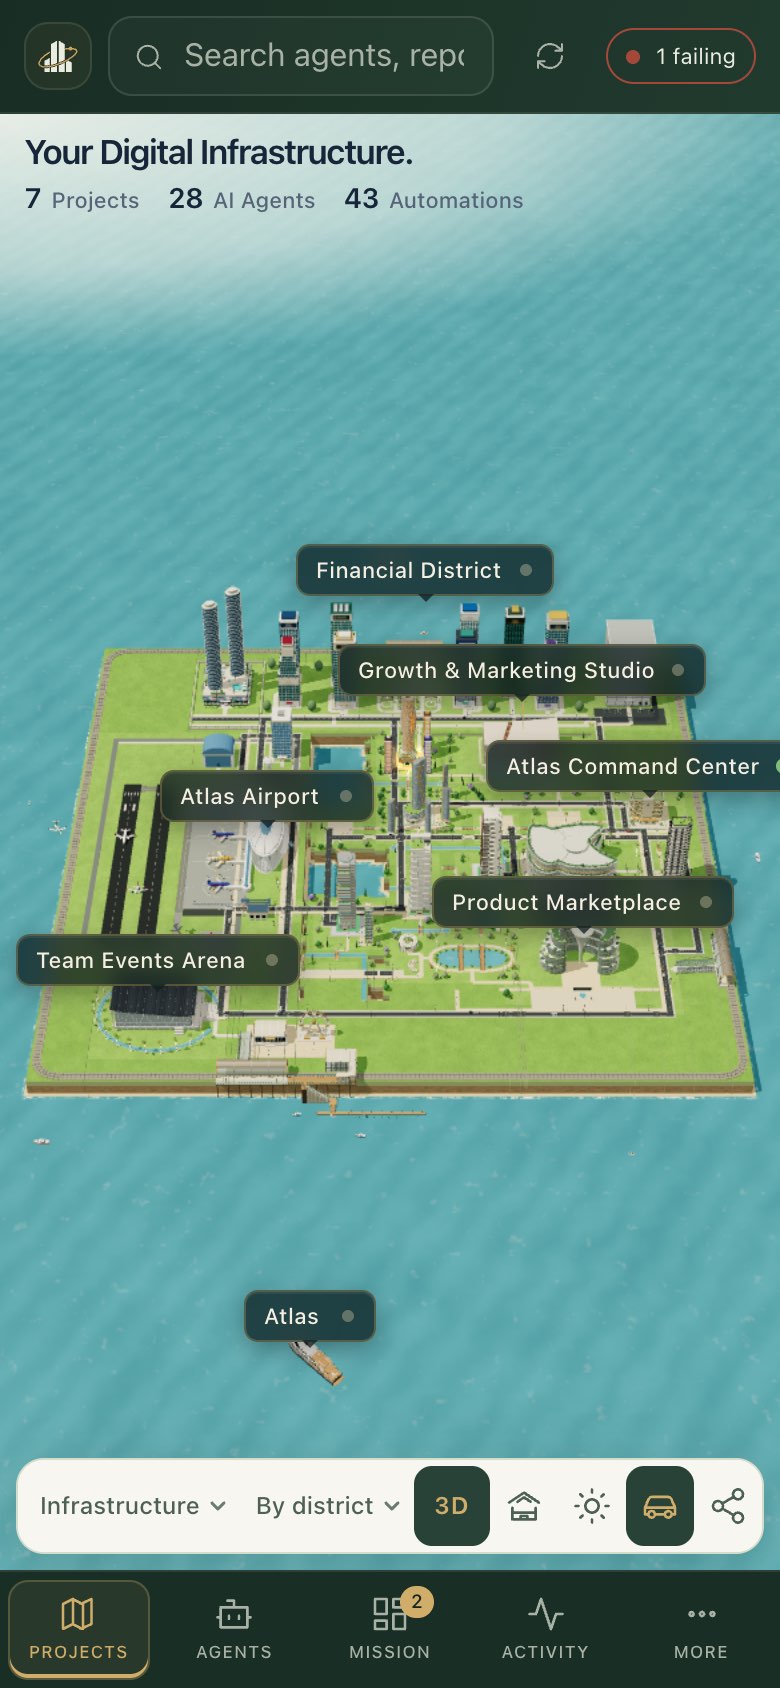 Search agents, repo
1 failing
Your Digital Infrastructure.
7 Projects 28 AI Agents 43 Automations
Financial District
Growth & Marketing Studio
Atlas Command Center
Atlas Airport
Product Marketplace
Team Events Arena
Atlas
Infrastructure By district 3D
2
PROJECTS AGENTS MISSION ACTIVITY MORE